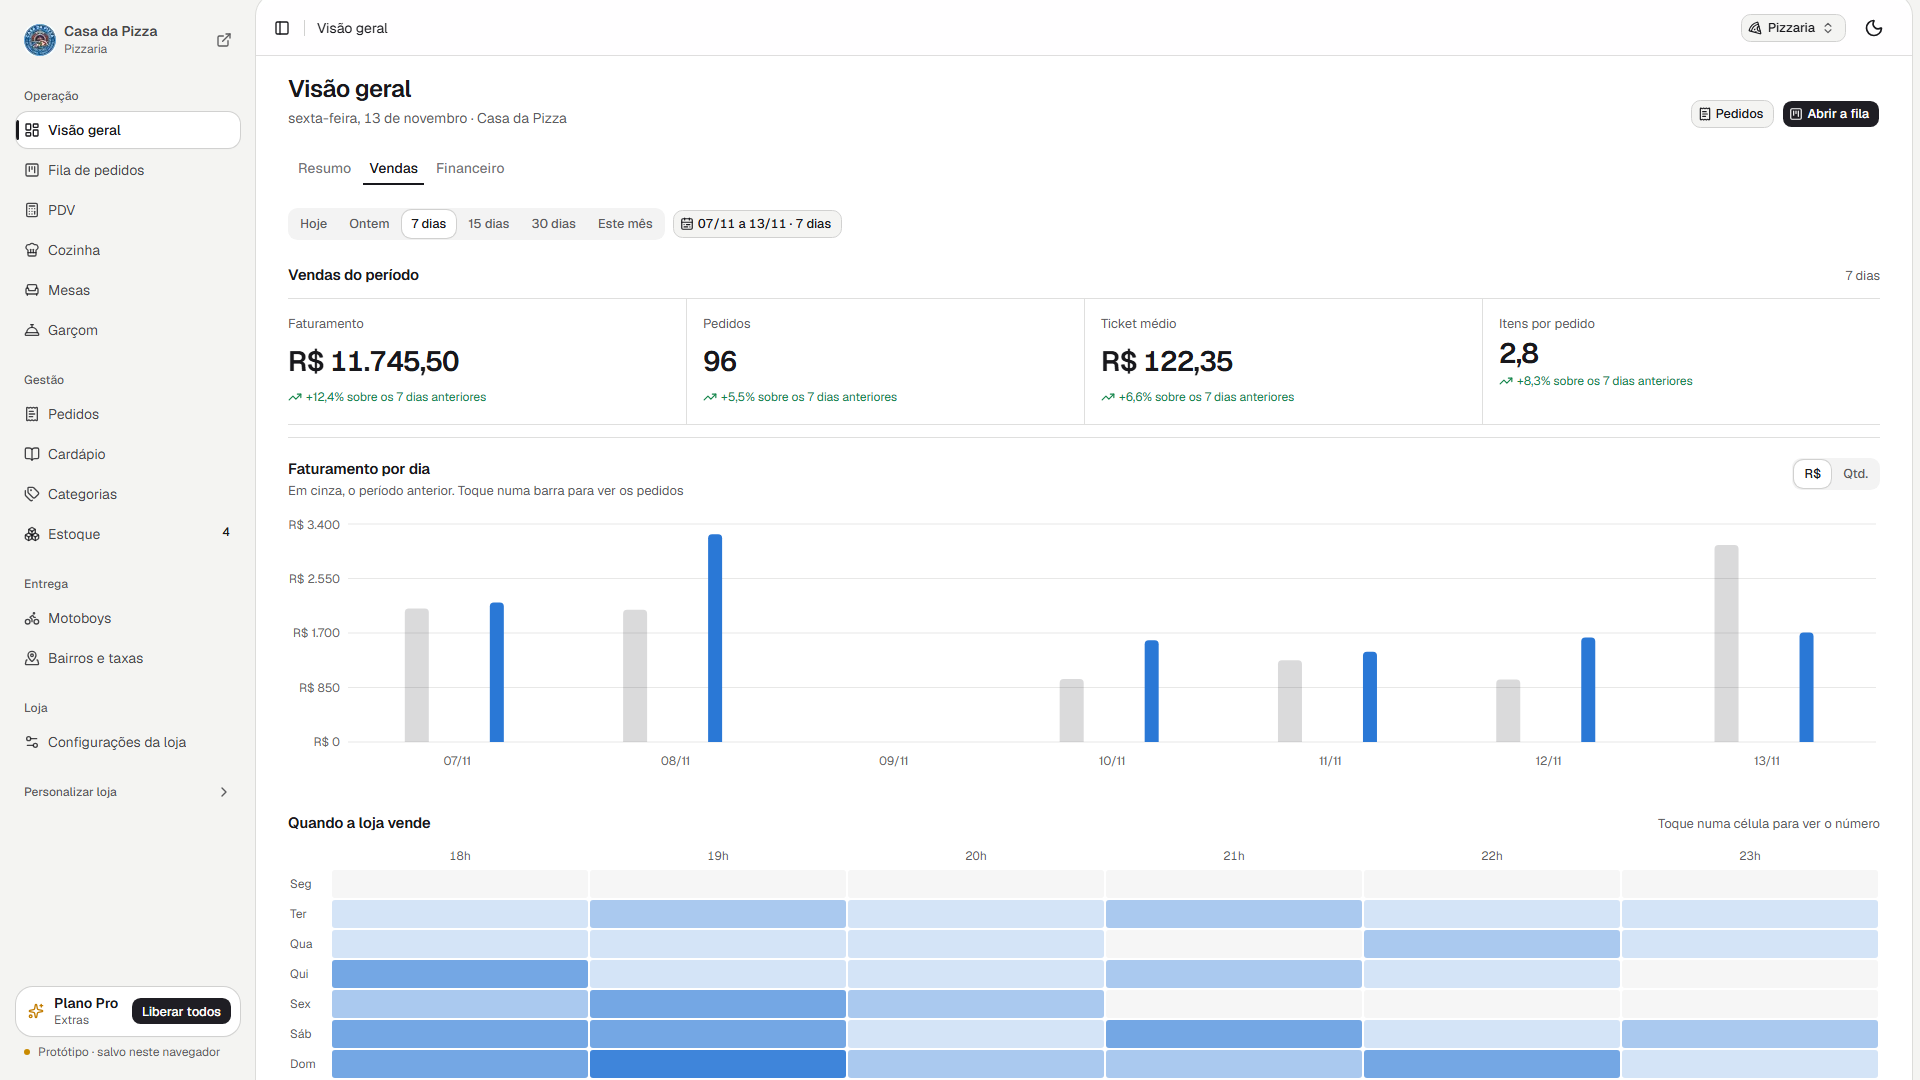 Casa da Pizza
Pizzaria
Operação
Visão geral
Fila de pedidos
PDV
Cozinha
Mesas
Garçom
Gestão
Pedidos
Cardápio
Categorias
Estoque 4
Entrega
Motoboys
Bairros e taxas
Loja
Configurações da loja
Personalizar loja
Plano Pro
Extras
Liberar todos
Protótipo · salvo neste navegador
Visão geral
Pizzaria
Visão geral
sexta-feira, 13 de novembro · Casa da Pizza
Pedidos
Abrir a fila
Resumo Vendas Financeiro
Hoje Ontem 7 dias 15 dias 30 dias Este mês 07/11 a 13/11 · 7 dias
Vendas do período 7 dias
Faturamento
R$ 11.745,50
+12,4% sobre os 7 dias anteriores
Pedidos
96
+5,5% sobre os 7 dias anteriores
Ticket médio
R$ 122,35
+6,6% sobre os 7 dias anteriores
Itens por pedido
2,8
+8,3% sobre os 7 dias anteriores
Faturamento por dia
Em cinza, o período anterior. Toque numa barra para ver os pedidos
R$ Qtd.
R$ 3.400
R$ 2.550
R$ 1.700
R$ 850
R$ 0
07/11 08/11 09/11 10/11 11/11 12/11 13/11
Quando a loja vende
Toque numa célula para ver o número
18h 19h 20h 21h 22h 23h
Seg
Ter
Qua
Qui
Sex
Sáb
Dom